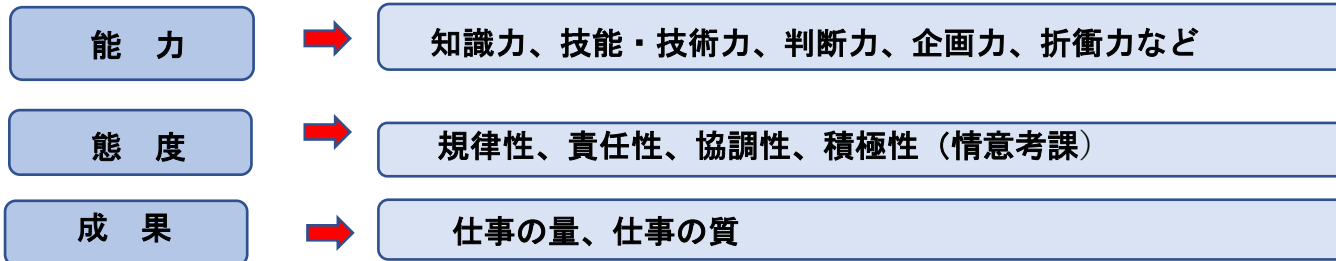 能　力
知識力、技能・技術力、判断力、企画力、折衝力など
態　度
規律性、責任性、協調性、積極性（情意考課）
成　果
仕事の量、仕事の質